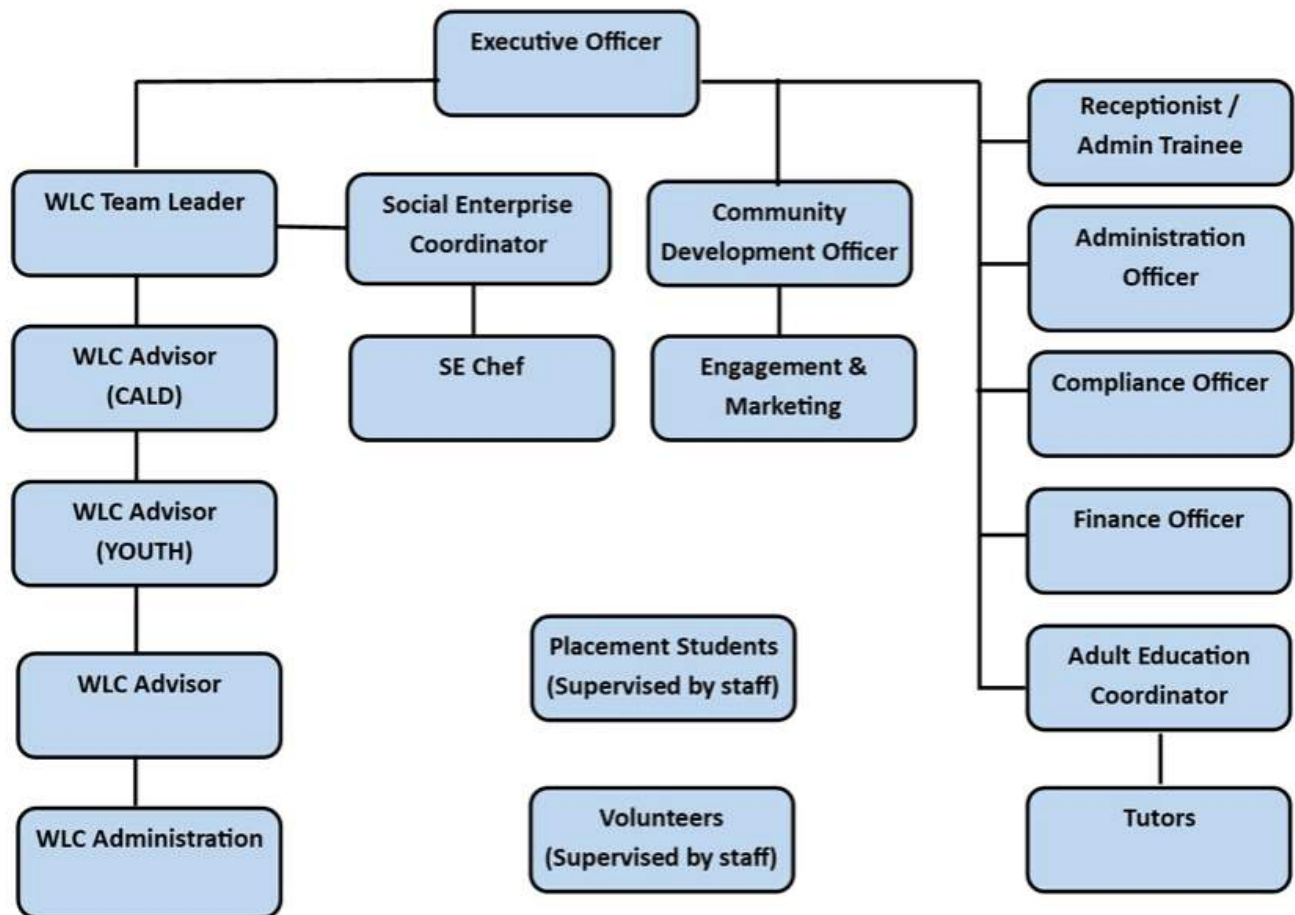 Executive Officer
Receptionist /
Admin Trainee
WLC Team Leader
Social Enterprise
Coordinator
Community
Development Officer
Administration
Officer
WLC Advisor
(CALD)
SE Chef
Engagement &
Marketing
Compliance Officer
WLC Advisor
(YOUTH)
Finance Officer
WLC Advisor
Placement Students
(Supervised by staff)
Adult Education
Coordinator
WLC Administration
Volunteers
(Supervised by staff)
Tutors